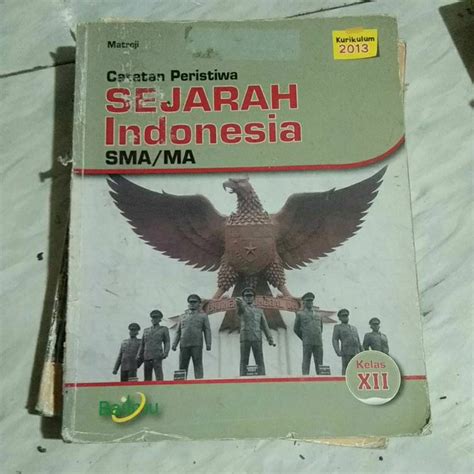 Matroji
Kurikulum
2013
Catatan Peristiwa
SEJARAH
Indonesia
SMA/MA
Kelas
XII